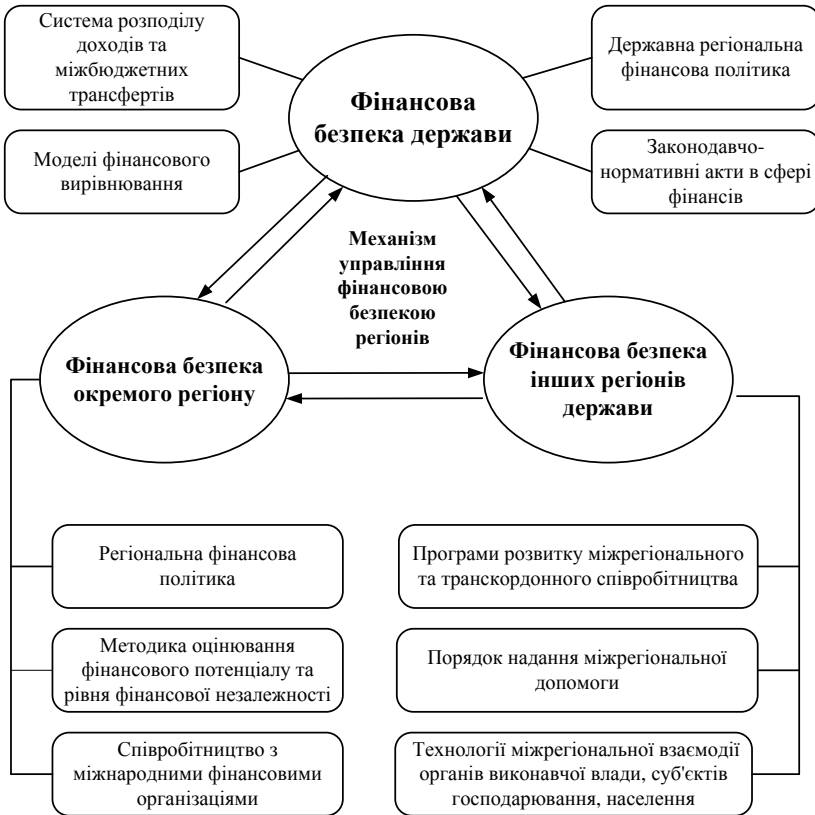 Система розподілу
доходів та
міжбюджетних
трансфертів
Державна регіональна
фінансова політика
Фінансова
безпека держави
Моделі фінансового
вирівнювання
Законодавчо-
нормативні акти в сфері
фінансів
Механізм
управління
фінансовою
безпекою
регіонів
Фінансова безпека
окремого регіону
Фінансова безпека
інших регіонів
держави
Регіональна фінансова
політика
Програми розвитку міжрегіонального
та транскордонного співробітництва
Методика оцінювання
фінансового потенціалу та
рівня фінансової незалежності
Порядок надання міжрегіональної
допомоги
Співробітництво з
міжнародними фінансовими
організаціями
Технології міжрегіональної взаємодії
органів виконавчої влади, суб'єктів
господарювання, населення